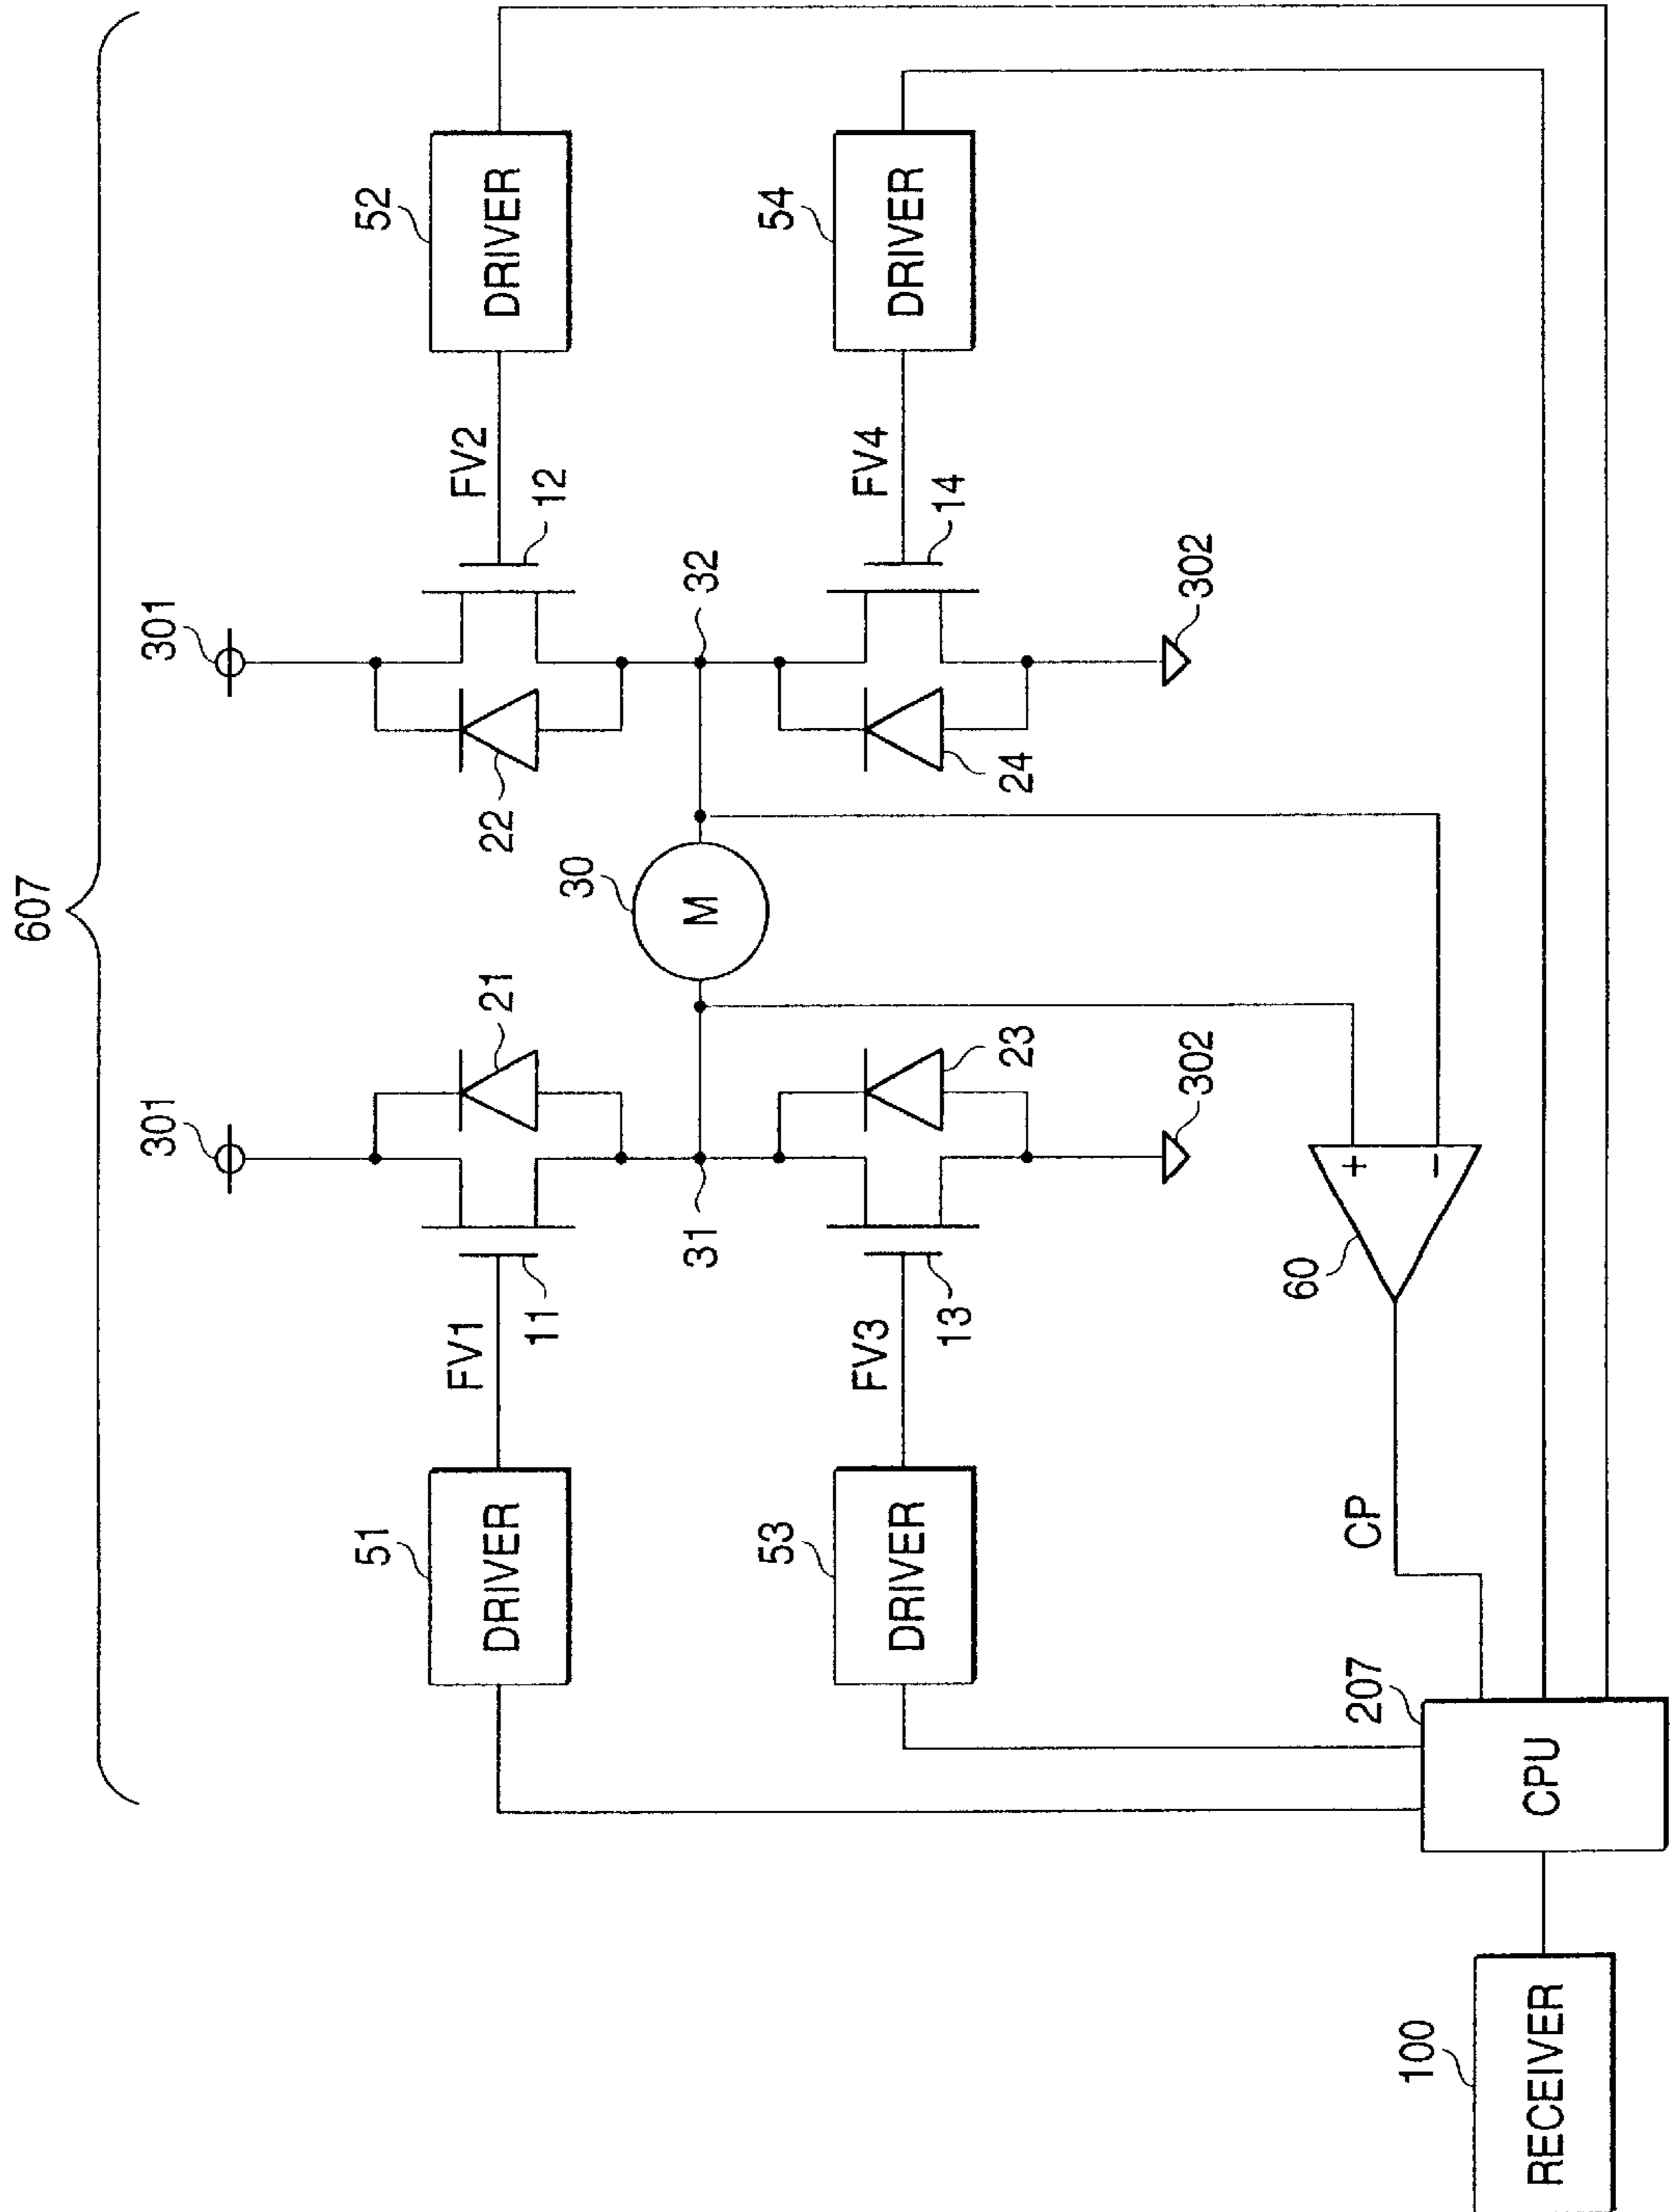 607
301
301
51
DRIVER
FV1
11
21
22
12
FV2
52
DRIVER
31
30
M
32
53
DRIVER
FV3
13
23
24
14
FV4
54
DRIVER
302
302
60
+
−
CP
100
RECEIVER
207
CPU